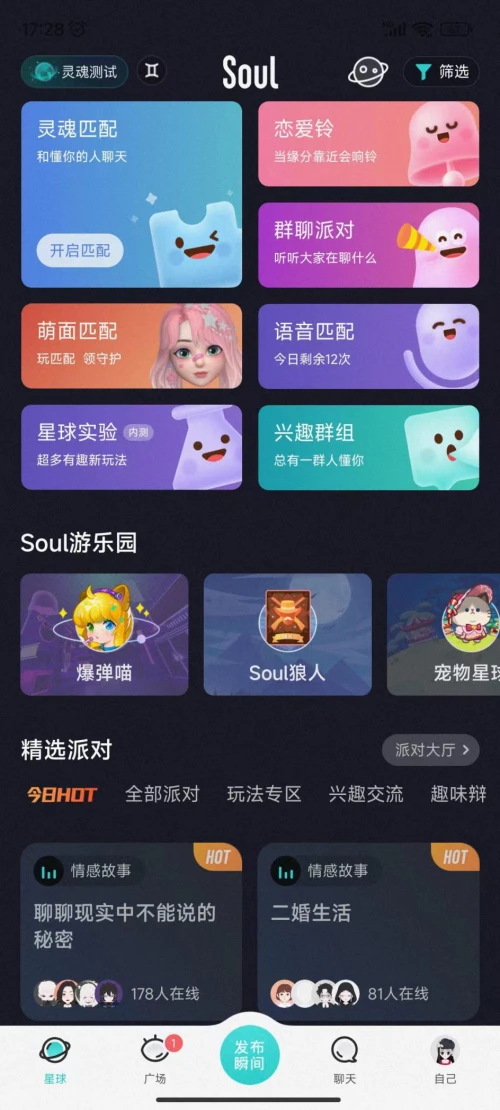 17:28
灵魂测试
Soul
筛选
灵魂匹配
和懂你的人聊天
开启匹配
恋爱铃
当缘分靠近会响铃
群聊派对
听听大家在聊什么
萌面匹配
玩匹配 领守护
语音匹配
今日剩余12次
星球实验 内测
超多有趣新玩法
兴趣群组
总有一群人懂你
Soul游乐园
爆弹喵
Soul狼人
宠物星球
精选派对
派对大厅 >
今日HOT 全部派对 玩法专区 兴趣交流 趣味辩
HOT
情感故事
聊聊现实中不能说的
秘密
178人在线
HOT
情感故事
二婚生活
81人在线
星球
1
广场
发布
瞬间
聊天
自己